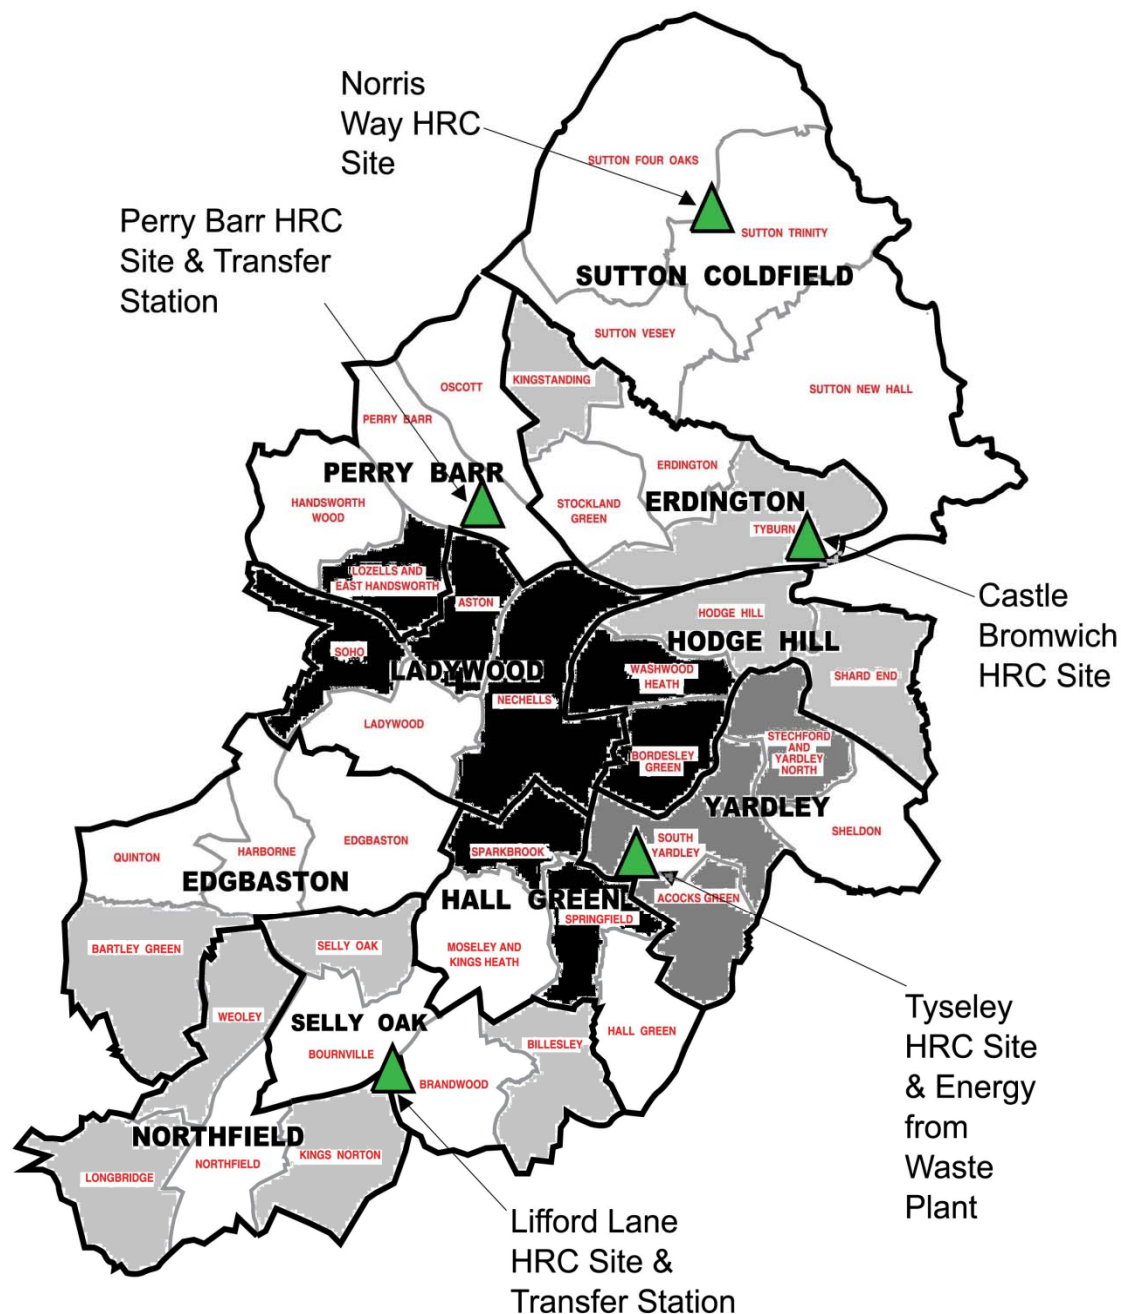 Norris
Way HRC
Site
SUTTON FOUR OAKS
Perry Barr HRC
Site & Transfer
Station
SUTTON TRINITY
SUTTON COLDFIELD
SUTTON VESEY
OSCOTT
KINGSTANDING
SUTTON NEW HALL
PERRY BARR
ERDINGTON
PERRY BARR
HANDSWORTH
WOOD
STOCKLAND
GREEN
ERDINGTON
TYBURN
LOZELLS AND
EAST HANDSWORTH
ASTON
Castle
Bromwich
HRC Site
HODGE HILL
HODGE HILL
SOHO
LADYWOOD
WASHWOOD
HEATH
SHARD END
NECHELLS
LADYWOOD
STECHFORD
AND
YARDLEY
NORTH
BORDESLEY
GREEN
YARDLEY
SHELDON
EDGBASTON
SOUTH
YARDLEY
QUINTON
HARBORNE
SPARKBROOK
EDGBASTON
HALL GREEN
ACOCKS GREEN
SPRINGFIELD
BARTLEY GREEN
SELLY OAK
MOSELEY AND
KINGS HEATH
WEOLEY
SELLY OAK
BOURNVILLE
HALL GREEN
BILLESLEY
BRANDWOOD
Tyseley
HRC Site
& Energy
from
Waste
Plant
NORTHFIELD
KINGS NORTON
NORTHFIELD
LONGBRIDGE
Lifford Lane
HRC Site &
Transfer Station